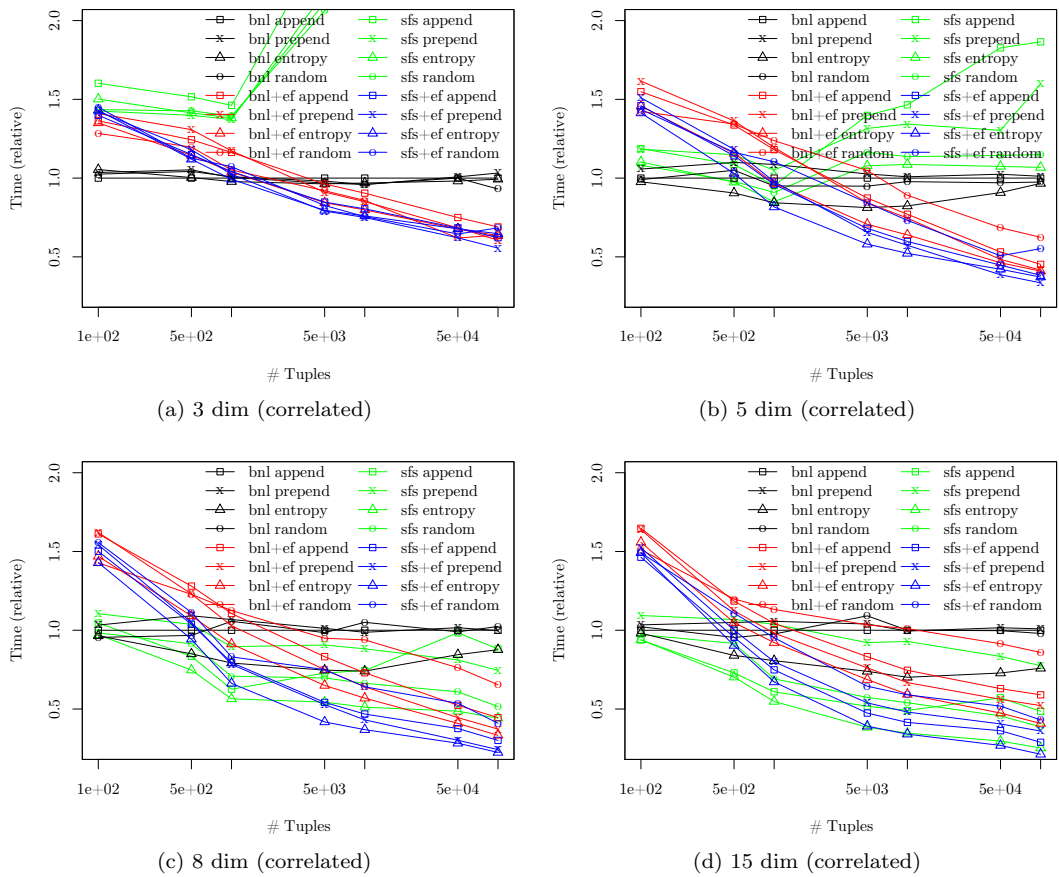 2.0
1.5
1.0
0.5
Time (relative)
bnl append
bnl prepend
bnl entropy
bnl random
bnl+ef append
bnl+ef prepend
bnl+ef entropy
bnl+ef random
sfs append
sfs prepend
sfs entropy
sfs random
sfs+ef append
sfs+ef prepend
sfs+ef entropy
sfs+ef random
1e+02
5e+02
5e+03
5e+04
# Tuples
(a) 3 dim (correlated)
2.0
1.5
1.0
0.5
Time (relative)
bnl append
bnl prepend
bnl entropy
bnl random
bnl+ef append
bnl+ef prepend
bnl+ef entropy
bnl+ef random
sfs append
sfs prepend
sfs entropy
sfs random
sfs+ef append
sfs+ef prepend
sfs+ef entropy
sfs+ef random
1e+02
5e+02
5e+03
5e+04
# Tuples
(b) 5 dim (correlated)
2.0
1.5
1.0
0.5
Time (relative)
bnl append
bnl prepend
bnl entropy
bnl random
bnl+ef append
bnl+ef prepend
bnl+ef entropy
bnl+ef random
sfs append
sfs prepend
sfs entropy
sfs random
sfs+ef append
sfs+ef prepend
sfs+ef entropy
sfs+ef random
1e+02
5e+02
5e+03
5e+04
# Tuples
(c) 8 dim (correlated)
2.0
1.5
1.0
0.5
Time (relative)
bnl append
bnl prepend
bnl entropy
bnl random
bnl+ef append
bnl+ef prepend
bnl+ef entropy
bnl+ef random
sfs append
sfs prepend
sfs entropy
sfs random
sfs+ef append
sfs+ef prepend
sfs+ef entropy
sfs+ef random
1e+02
5e+02
5e+03
5e+04
# Tuples
(d) 15 dim (correlated)